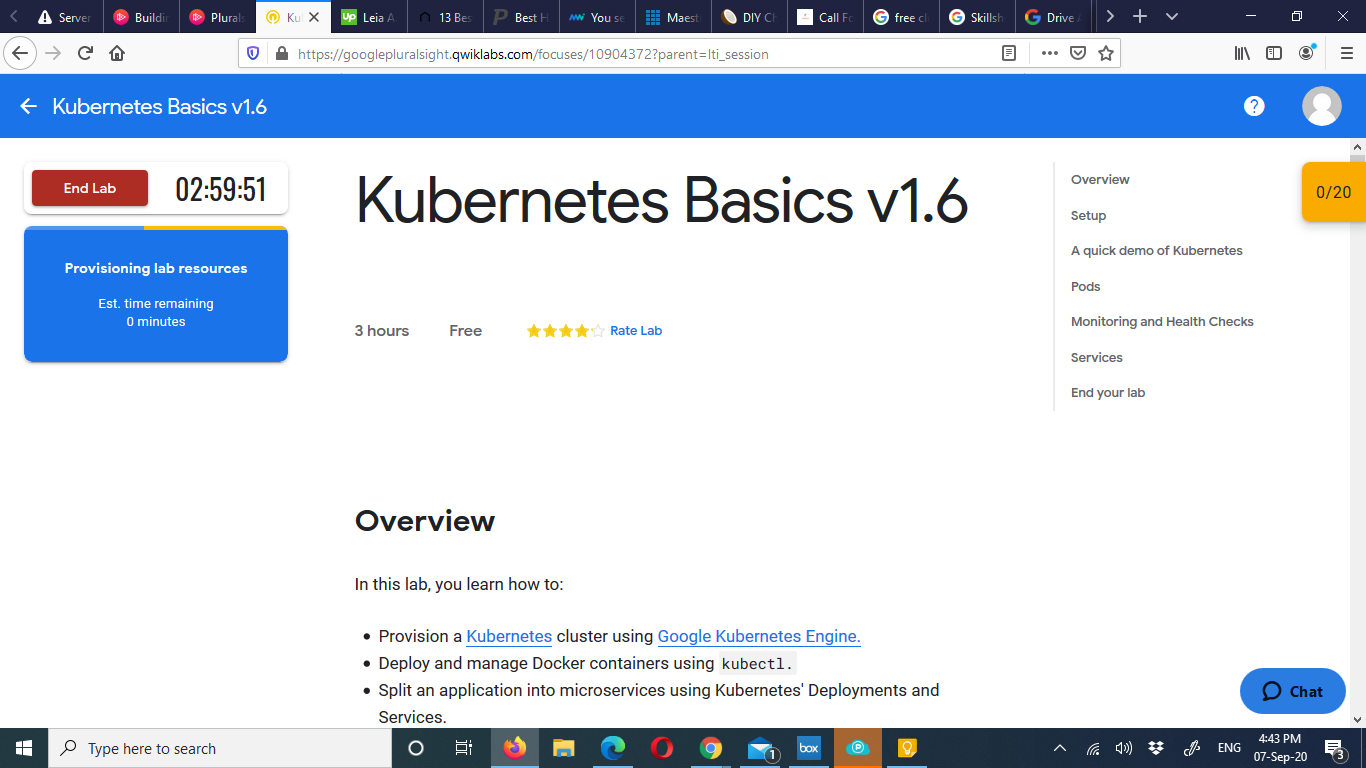 Server
Buildin
Plurals
Ku
Leia A
13 Bes
Best H
You se
Maest
DIY Ch
Call Fo
free cl
Skillsh
Drive A
https://googlepluralsight.qwiklabs.com/focuses/10904372?parent=lti_session
Kubernetes Basics v1.6
End Lab
02:59:51
Provisioning lab resources
Est. time remaining
0 minutes
Kubernetes Basics v1.6
3 hours
Free
Rate Lab
Overview
In this lab, you learn how to:
• Provision a Kubernetes cluster using Google Kubernetes Engine.
• Deploy and manage Docker containers using kubectl.
• Split an application into microservices using Kubernetes' Deployments and
Services.
Overview
Setup
A quick demo of Kubernetes
Pods
Monitoring and Health Checks
Services
End your lab
0/20
Chat
Type here to search
1
box
ENG
4:43 PM
07-Sep-20
3